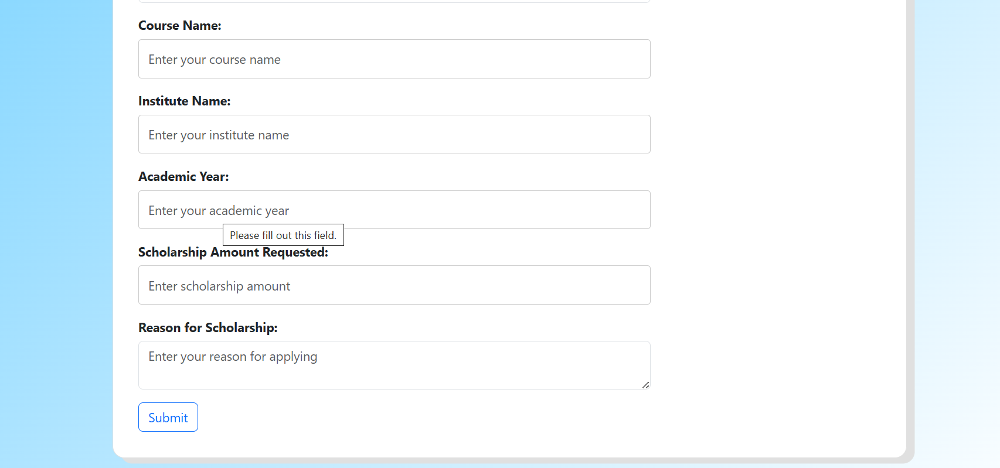 Course Name:
Enter your course name
Institute Name:
Enter your institute name
Academic Year:
Enter your academic year
Please fill out this field.
Scholarship Amount Requested:
Enter scholarship amount
Reason for Scholarship:
Enter your reason for applying
Submit